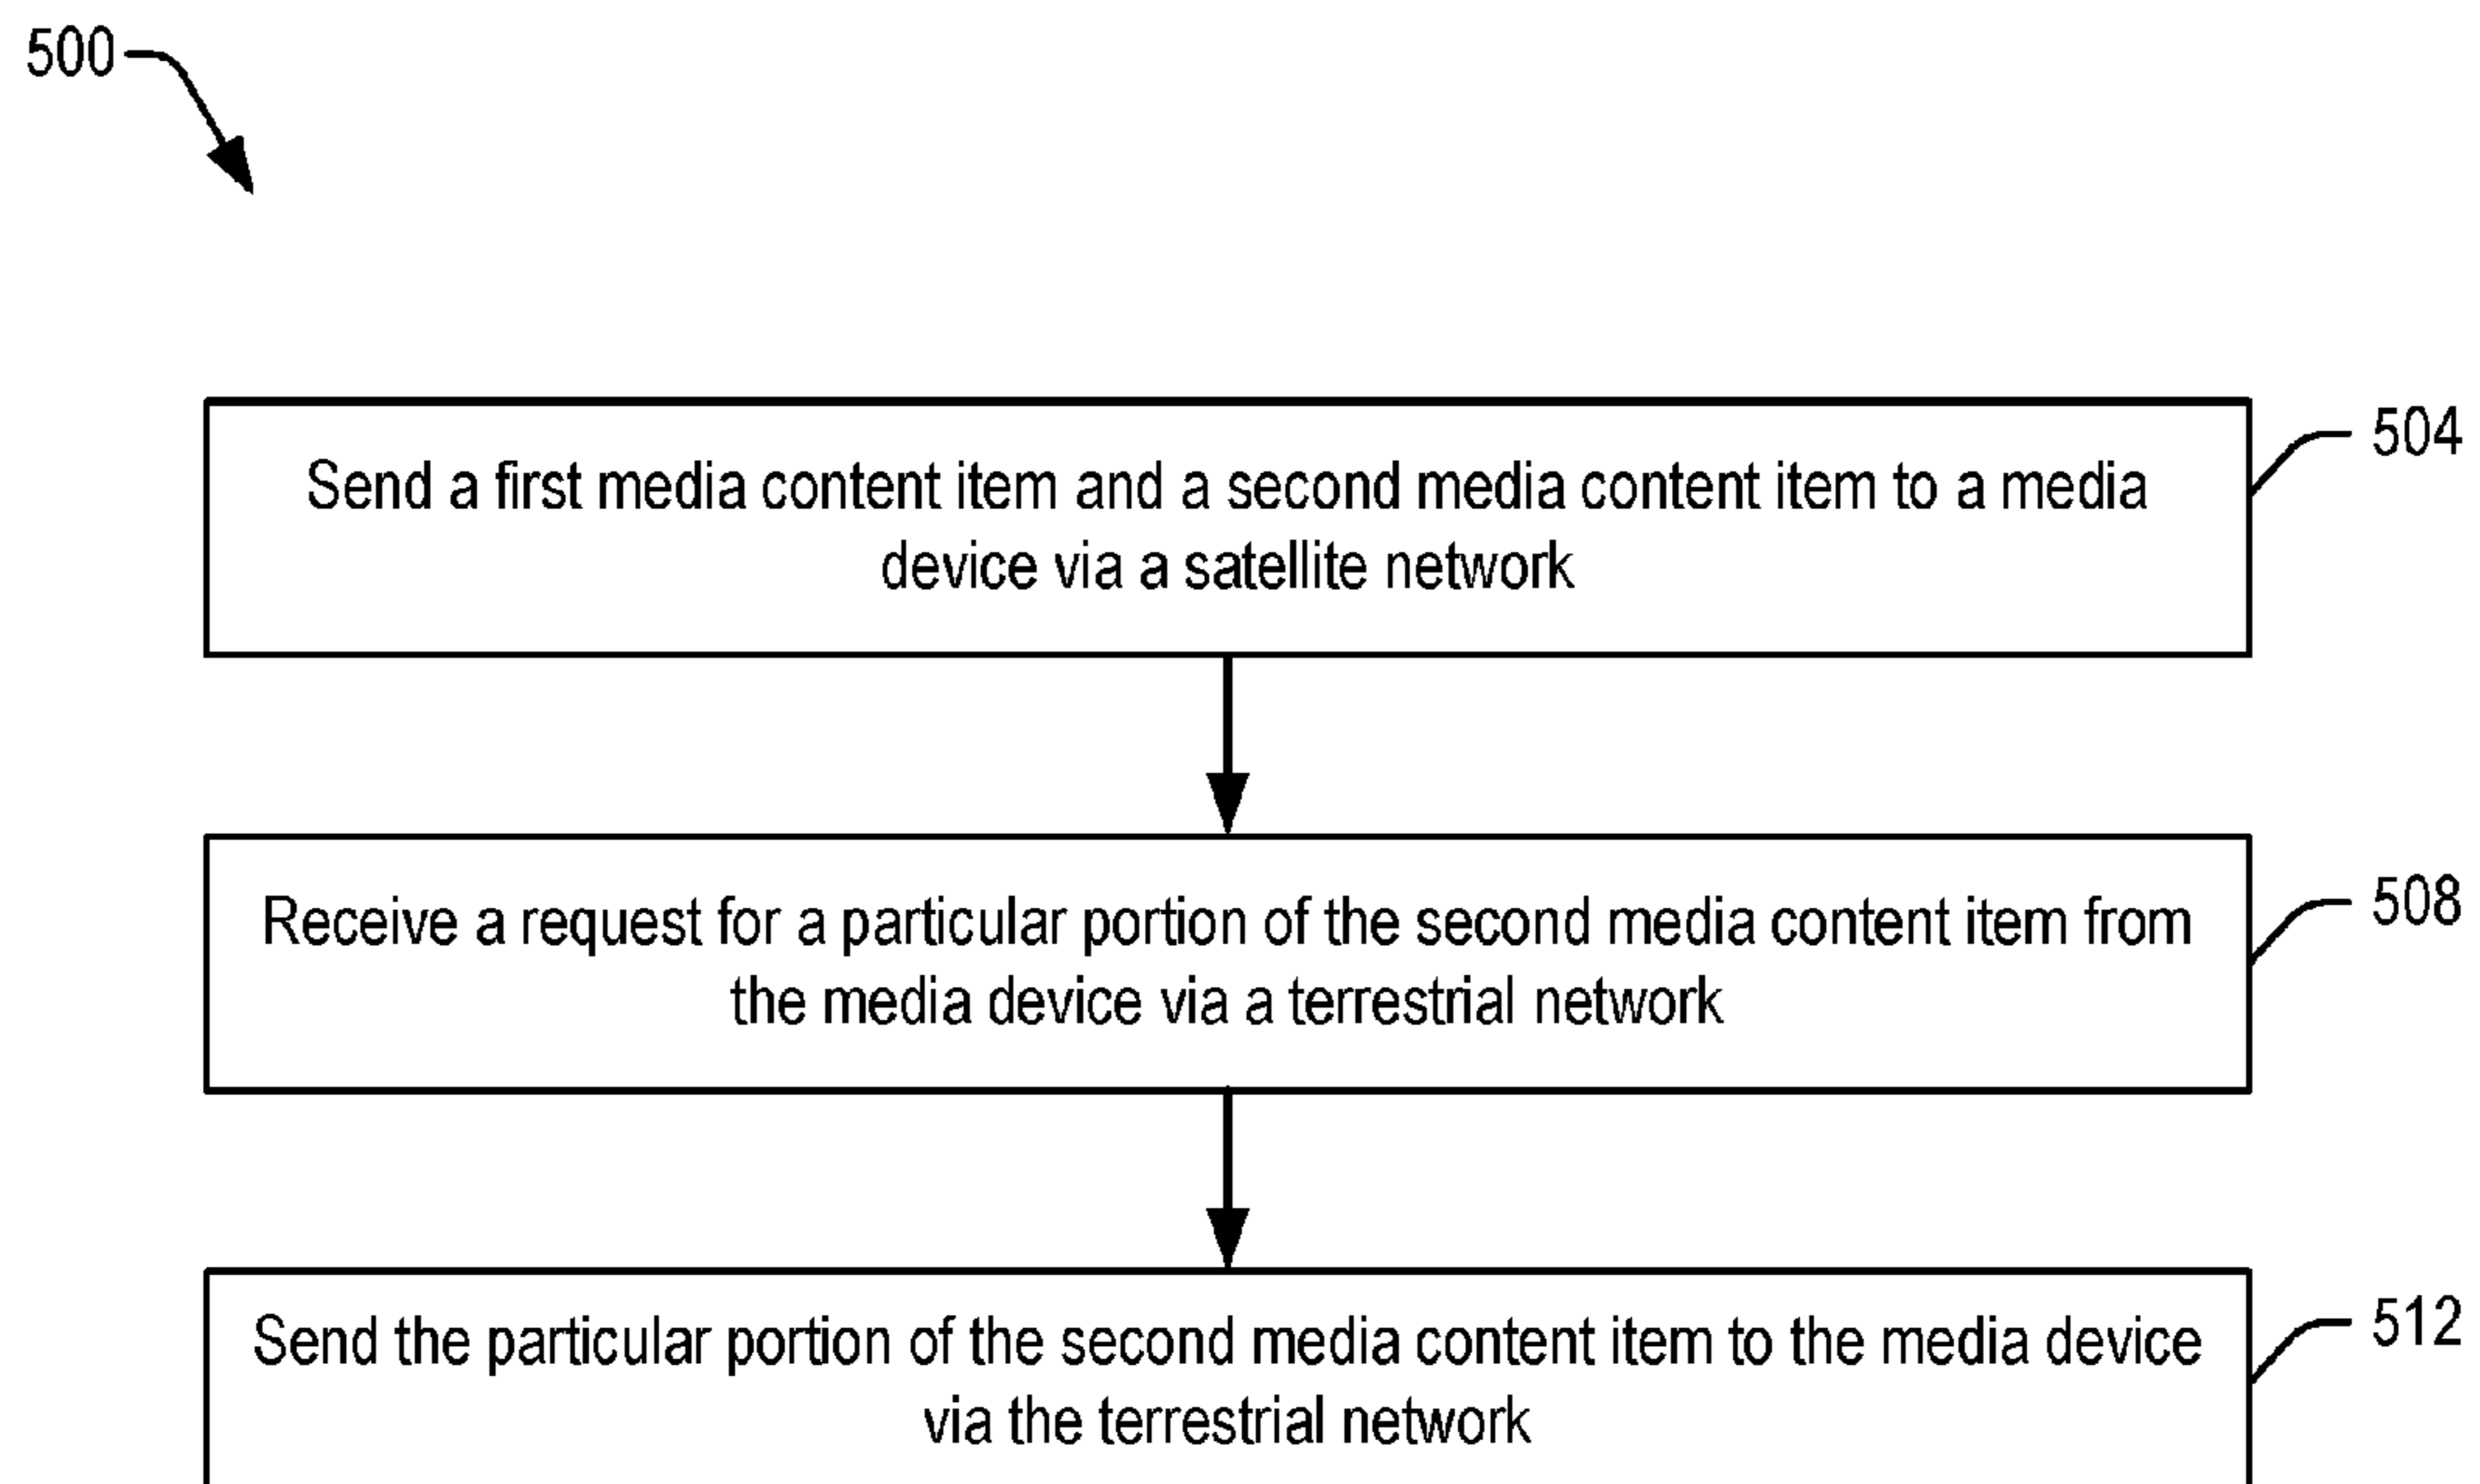 500
Send a first media content item and a second media content item to a media
device via a satellite network
504
Receive a request for a particular portion of the second media content item from
the media device via a terrestrial network
508
Send the particular portion of the second media content item to the media device
via the terrestrial network
512